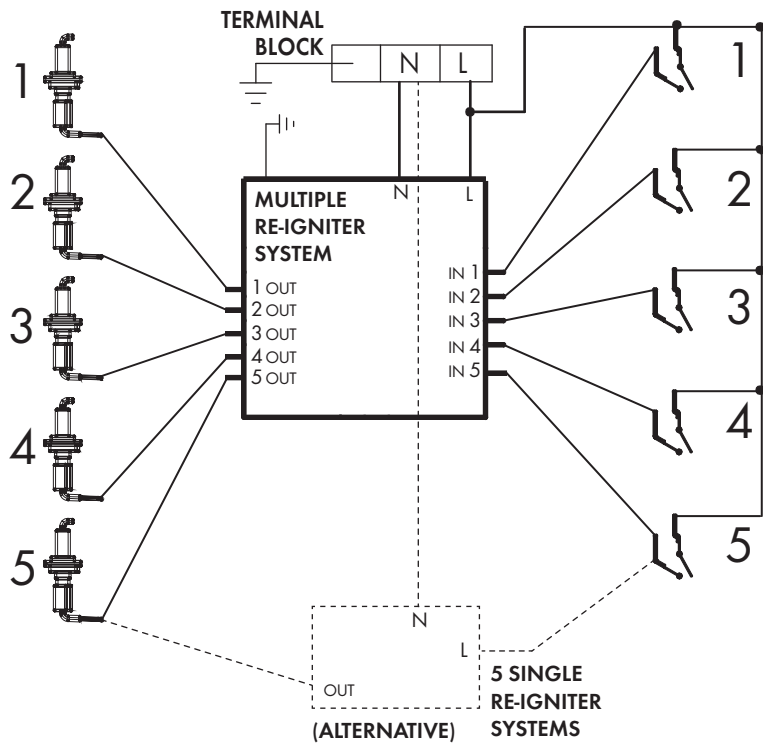 TERMINAL
BLOCK
N
L
1
2
3
4
5
1
2
3
4
5
N
L
MULTIPLE
RE-IGNITER
SYSTEM
1 OUT
2 OUT
3 OUT
4 OUT
5 OUT
IN 1
IN 2
IN 3
IN 4
IN 5
N
L
OUT
(ALTERNATIVE)
5 SINGLE
RE-IGNITER
SYSTEMS